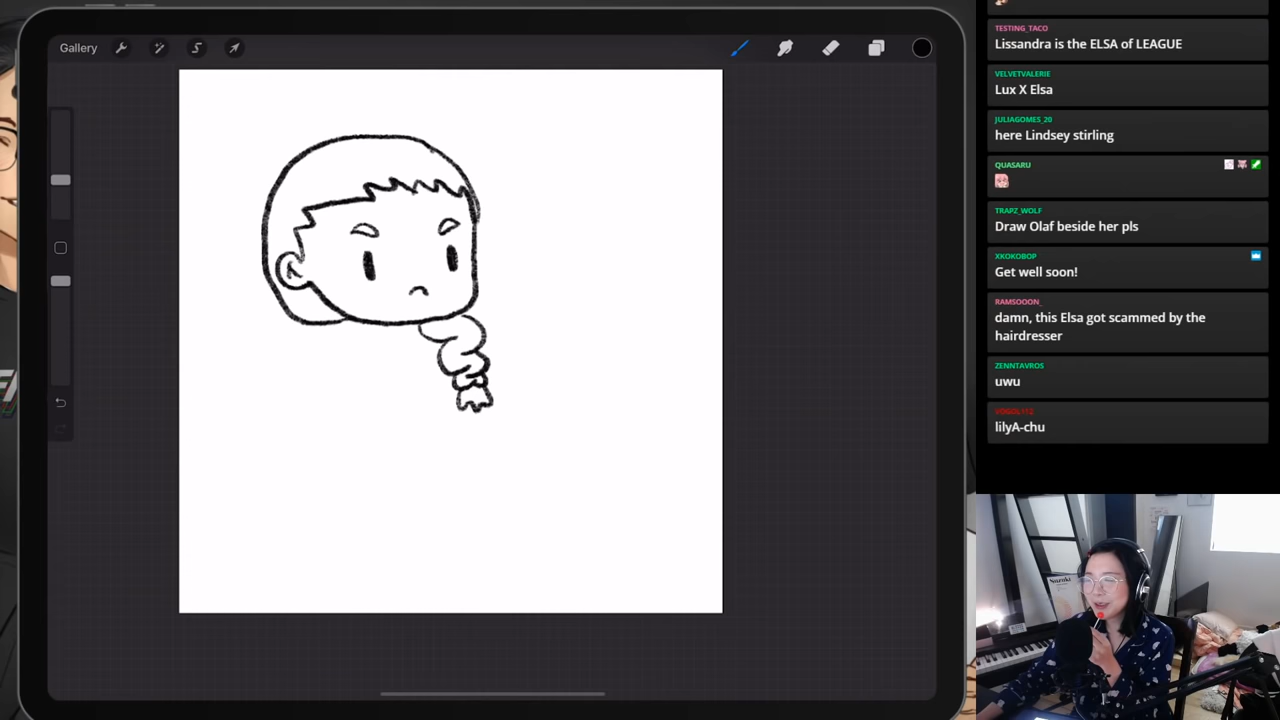 Gallery
TESTING_TACO
Lissandra is the ELSA of LEAGUE
VELVETVALERIE
Lux X Elsa
JULIAGOMES_20
here Lindsey stirling
QUASARU
TRAPZ_WOLF
Draw Olaf beside her pls
XKOKOBOP
Get well soon!
RAMSOOON_
damn, this Elsa got scammed by the
hairdresser
ZENNTAVROS
uwu
VOGOL112
lilyA-chu
Suzuki